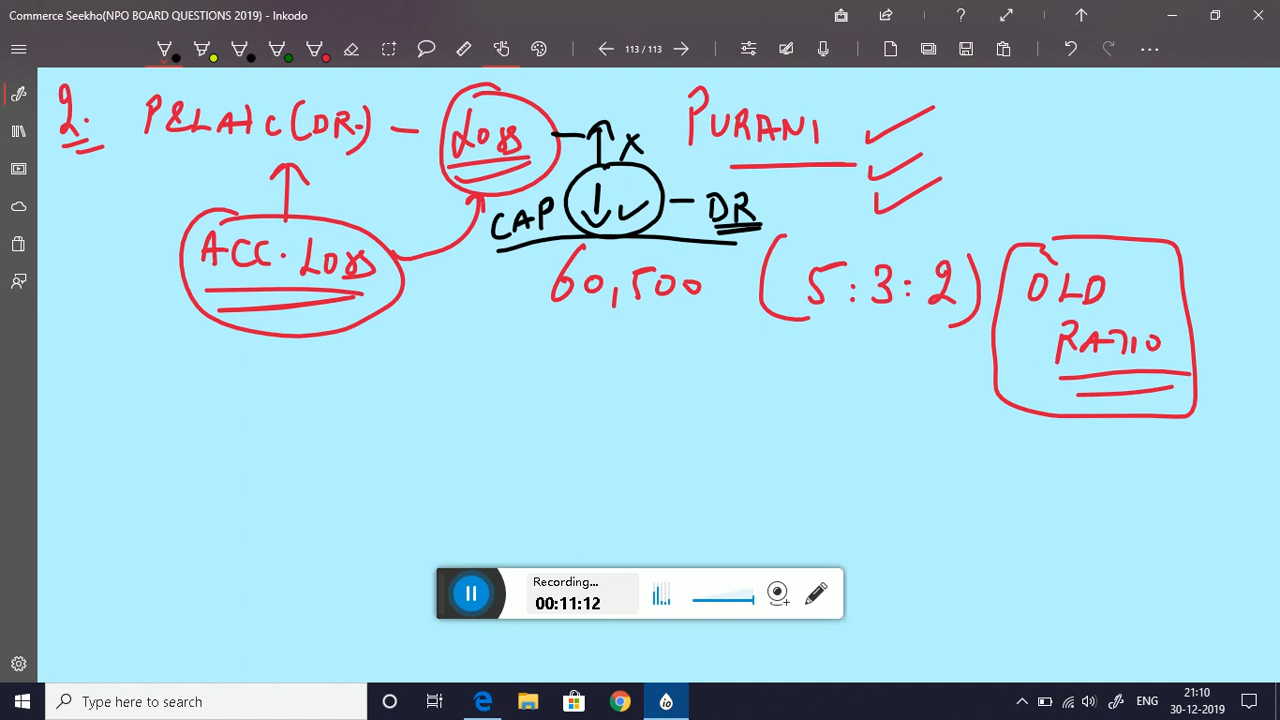 Commerce Seekho(NPO BOARD QUESTIONS 2019) - Inkodo
113 / 113
2. P&L A/C (DR.) - Loss
PURANI
X
CAP
DR
ACC. Loss
60,500 (5:3:2)
OLD
RATIO
Recording...
00:11:12
Type here to search
io
ENG
21:10
30-12-2019